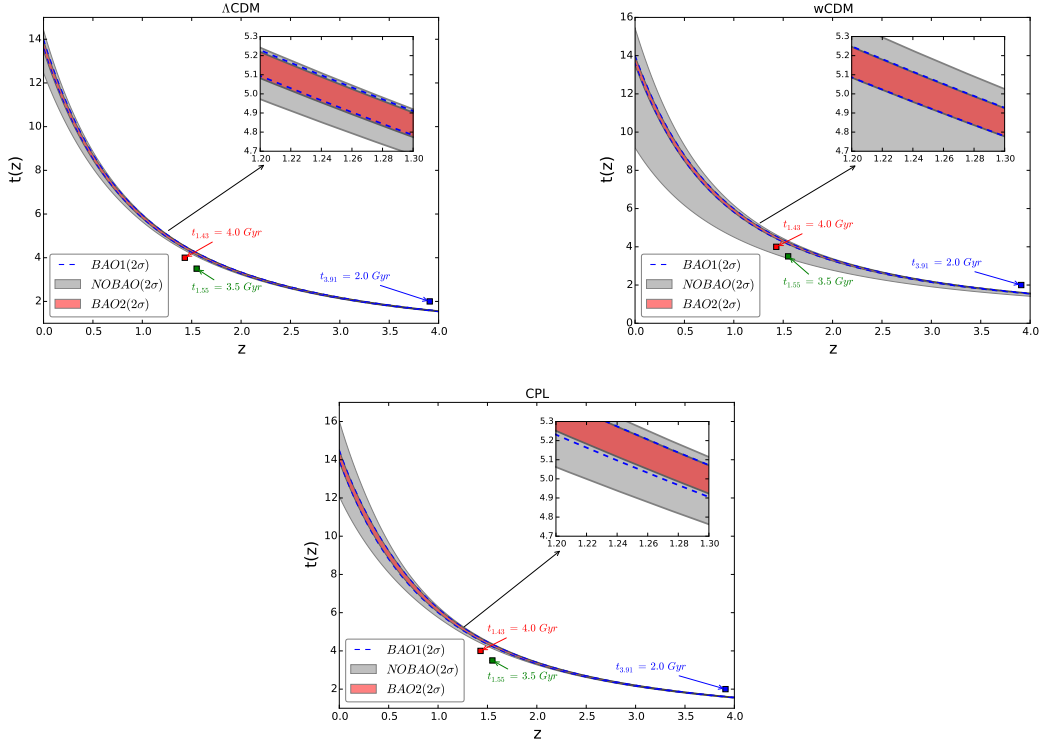 ΛCDM
t(z)
14
12
10
8
6
4
2
0.0 0.5 1.0 1.5 2.0 2.5 3.0 3.5 4.0
z
5.3
5.2
5.1
5.0
4.9
4.8
4.7
1.20 1.22 1.24 1.26 1.28 1.30
t1.43 = 4.0 Gyr
t1.55 = 3.5 Gyr
t3.91 = 2.0 Gyr
BAO1(2σ)
NOBAO(2σ)
BAO2(2σ)
wCDM
t(z)
16
14
12
10
8
6
4
2
0
0.0 0.5 1.0 1.5 2.0 2.5 3.0 3.5 4.0
z
5.3
5.2
5.1
5.0
4.9
4.8
4.7
1.20 1.22 1.24 1.26 1.28 1.30
t1.43 = 4.0 Gyr
t1.55 = 3.5 Gyr
t3.91 = 2.0 Gyr
BAO1(2σ)
NOBAO(2σ)
BAO2(2σ)
CPL
t(z)
16
14
12
10
8
6
4
2
0.0 0.5 1.0 1.5 2.0 2.5 3.0 3.5 4.0
z
5.3
5.2
5.1
5.0
4.9
4.8
4.7
1.20 1.22 1.24 1.26 1.28 1.30
t1.43 = 4.0 Gyr
t1.55 = 3.5 Gyr
t3.91 = 2.0 Gyr
BAO1(2σ)
NOBAO(2σ)
BAO2(2σ)